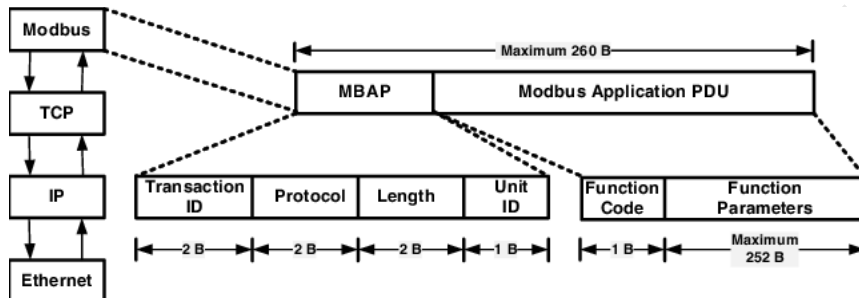 Modbus
Maximum 260 B
MBAP
Modbus Application PDU
TCP
IP
Transaction
ID
Protocol
Length
Unit
ID
Function
Code
Function
Parameters
2 B
2 B
2 B
1 B
1 B
Maximum
252 B
Ethernet